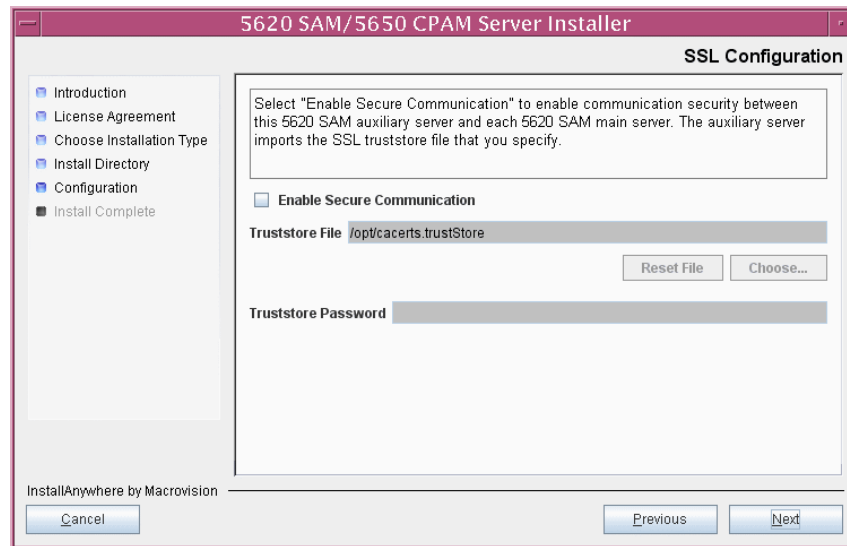 5620 SAM/5650 CPAM Server Installer
SSL Configuration
Introduction
License Agreement
Choose Installation Type
Install Directory
Configuration
Install Complete
Select "Enable Secure Communication" to enable communication security between
this 5620 SAM auxiliary server and each 5620 SAM main server. The auxiliary server
imports the SSL truststore file that you specify.
Enable Secure Communication
Truststore File /opt/cacerts.trustStore
Reset File Choose...
Truststore Password
InstallAnywhere by Macrovision
Cancel Previous Next